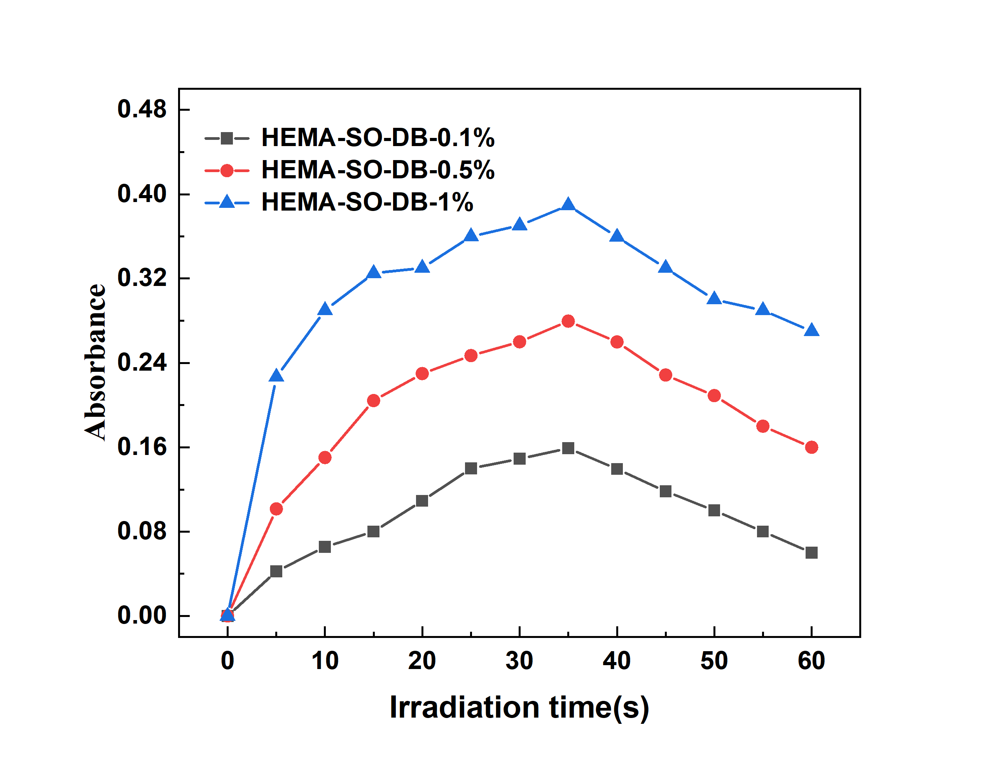 0.48
0.40
0.32
0.24
0.16
0.08
0.00
Absorbance
HEMA-SO-DB-0.1%
HEMA-SO-DB-0.5%
HEMA-SO-DB-1%
0 10 20 30 40 50 60
Irradiation time(s)